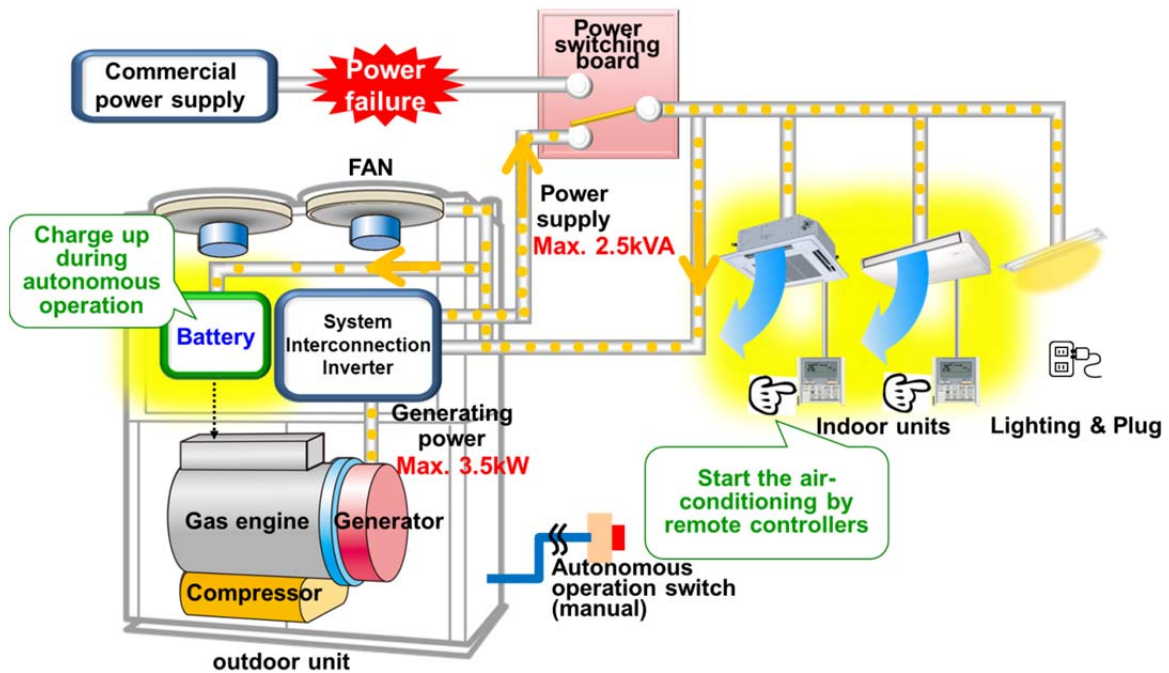 Power
switching
board
Commercial
power supply
Power
failure
FAN
Power
supply
Max. 2.5kVA
Charge up
during
autonomous
operation
Battery
System
Interconnection
Inverter
Generating
power
Max. 3.5kW
Indoor units
Lighting & Plug
Start the air-
conditioning by
remote controllers
Gas engine
Generator
Compressor
Autonomous
operation switch
(manual)
outdoor unit